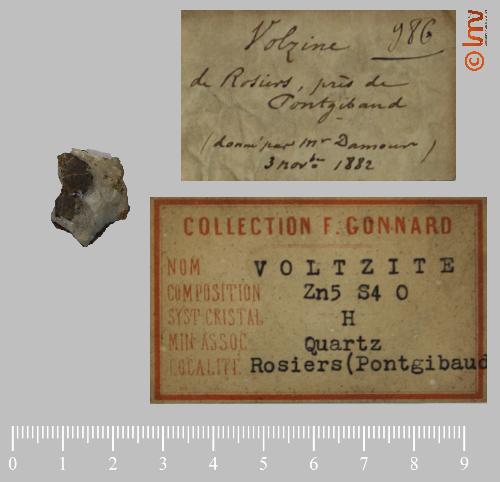 Volzine 986
de Rosiers, près de
Pontgibaud
(donné par Mr Damour)
3 novbre 1882
© lmv
COLLECTION F. GONNARD
NOM VOLTZITE
COMPOSITION Zn5 S4 O
SYST-CRISTAL H
MIN-ASSOC. Quartz
LOCALITÉ Rosiers(Pontgibaud
0 1 2 3 4 5 6 7 8 9